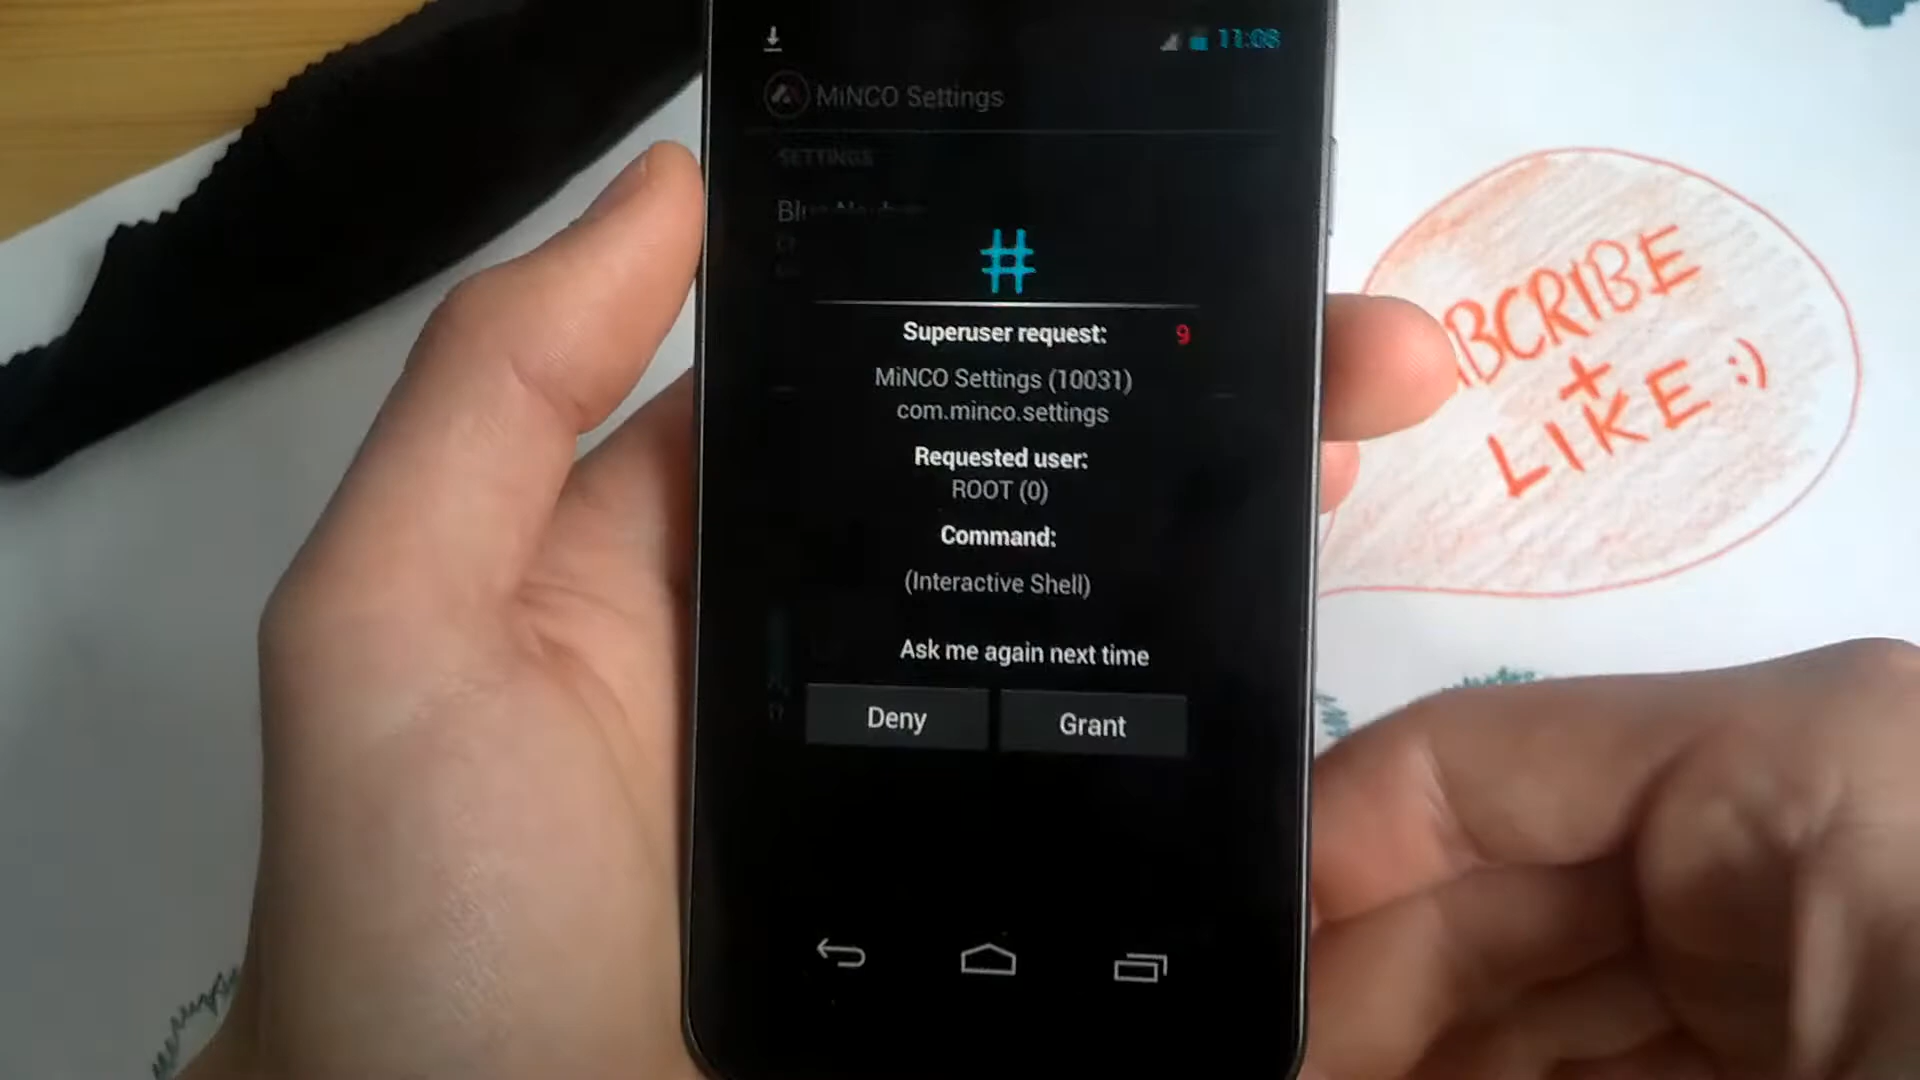 11:08
MiNCO Settings
SETTINGS
#
Superuser request: 9
MiNCO Settings (10031)
com.minco.settings
Requested user:
ROOT (0)
Command:
(Interactive Shell)
Ask me again next time
Deny Grant
BCRIBE
+
LIKE :)